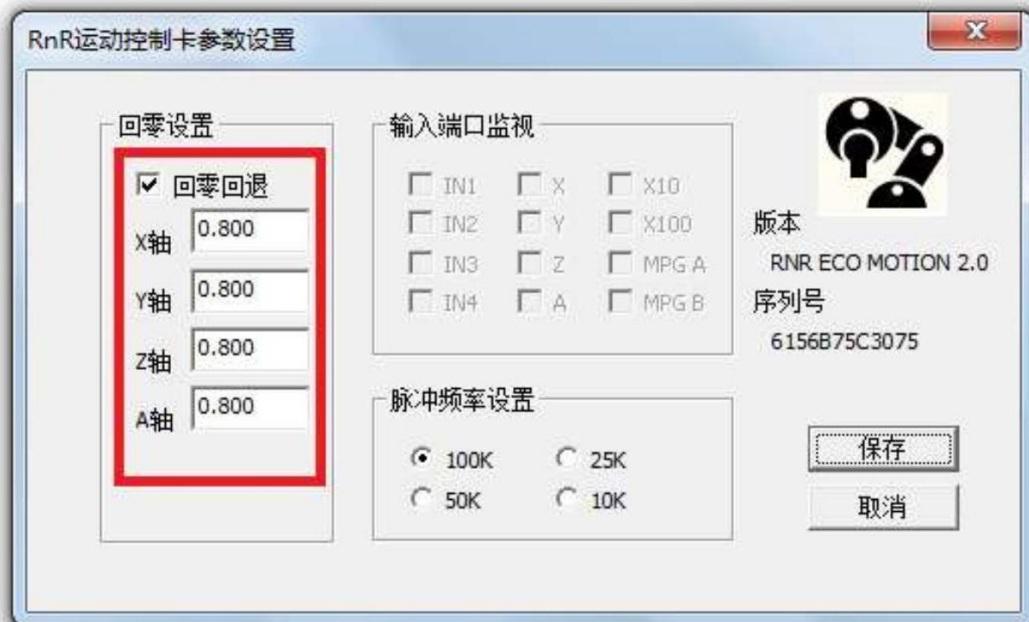 RnR运动控制卡参数设置
回零设置
回零回退
X轴 0.800
Y轴 0.800
Z轴 0.800
A轴 0.800
输入端口监视
IN1 X X10
IN2 Y X100
IN3 Z MPG A
IN4 A MPG B
脉冲频率设置
100K 25K
50K 10K
版本
RNR ECO MOTION 2.0
序列号
6156B75C3075
保存
取消